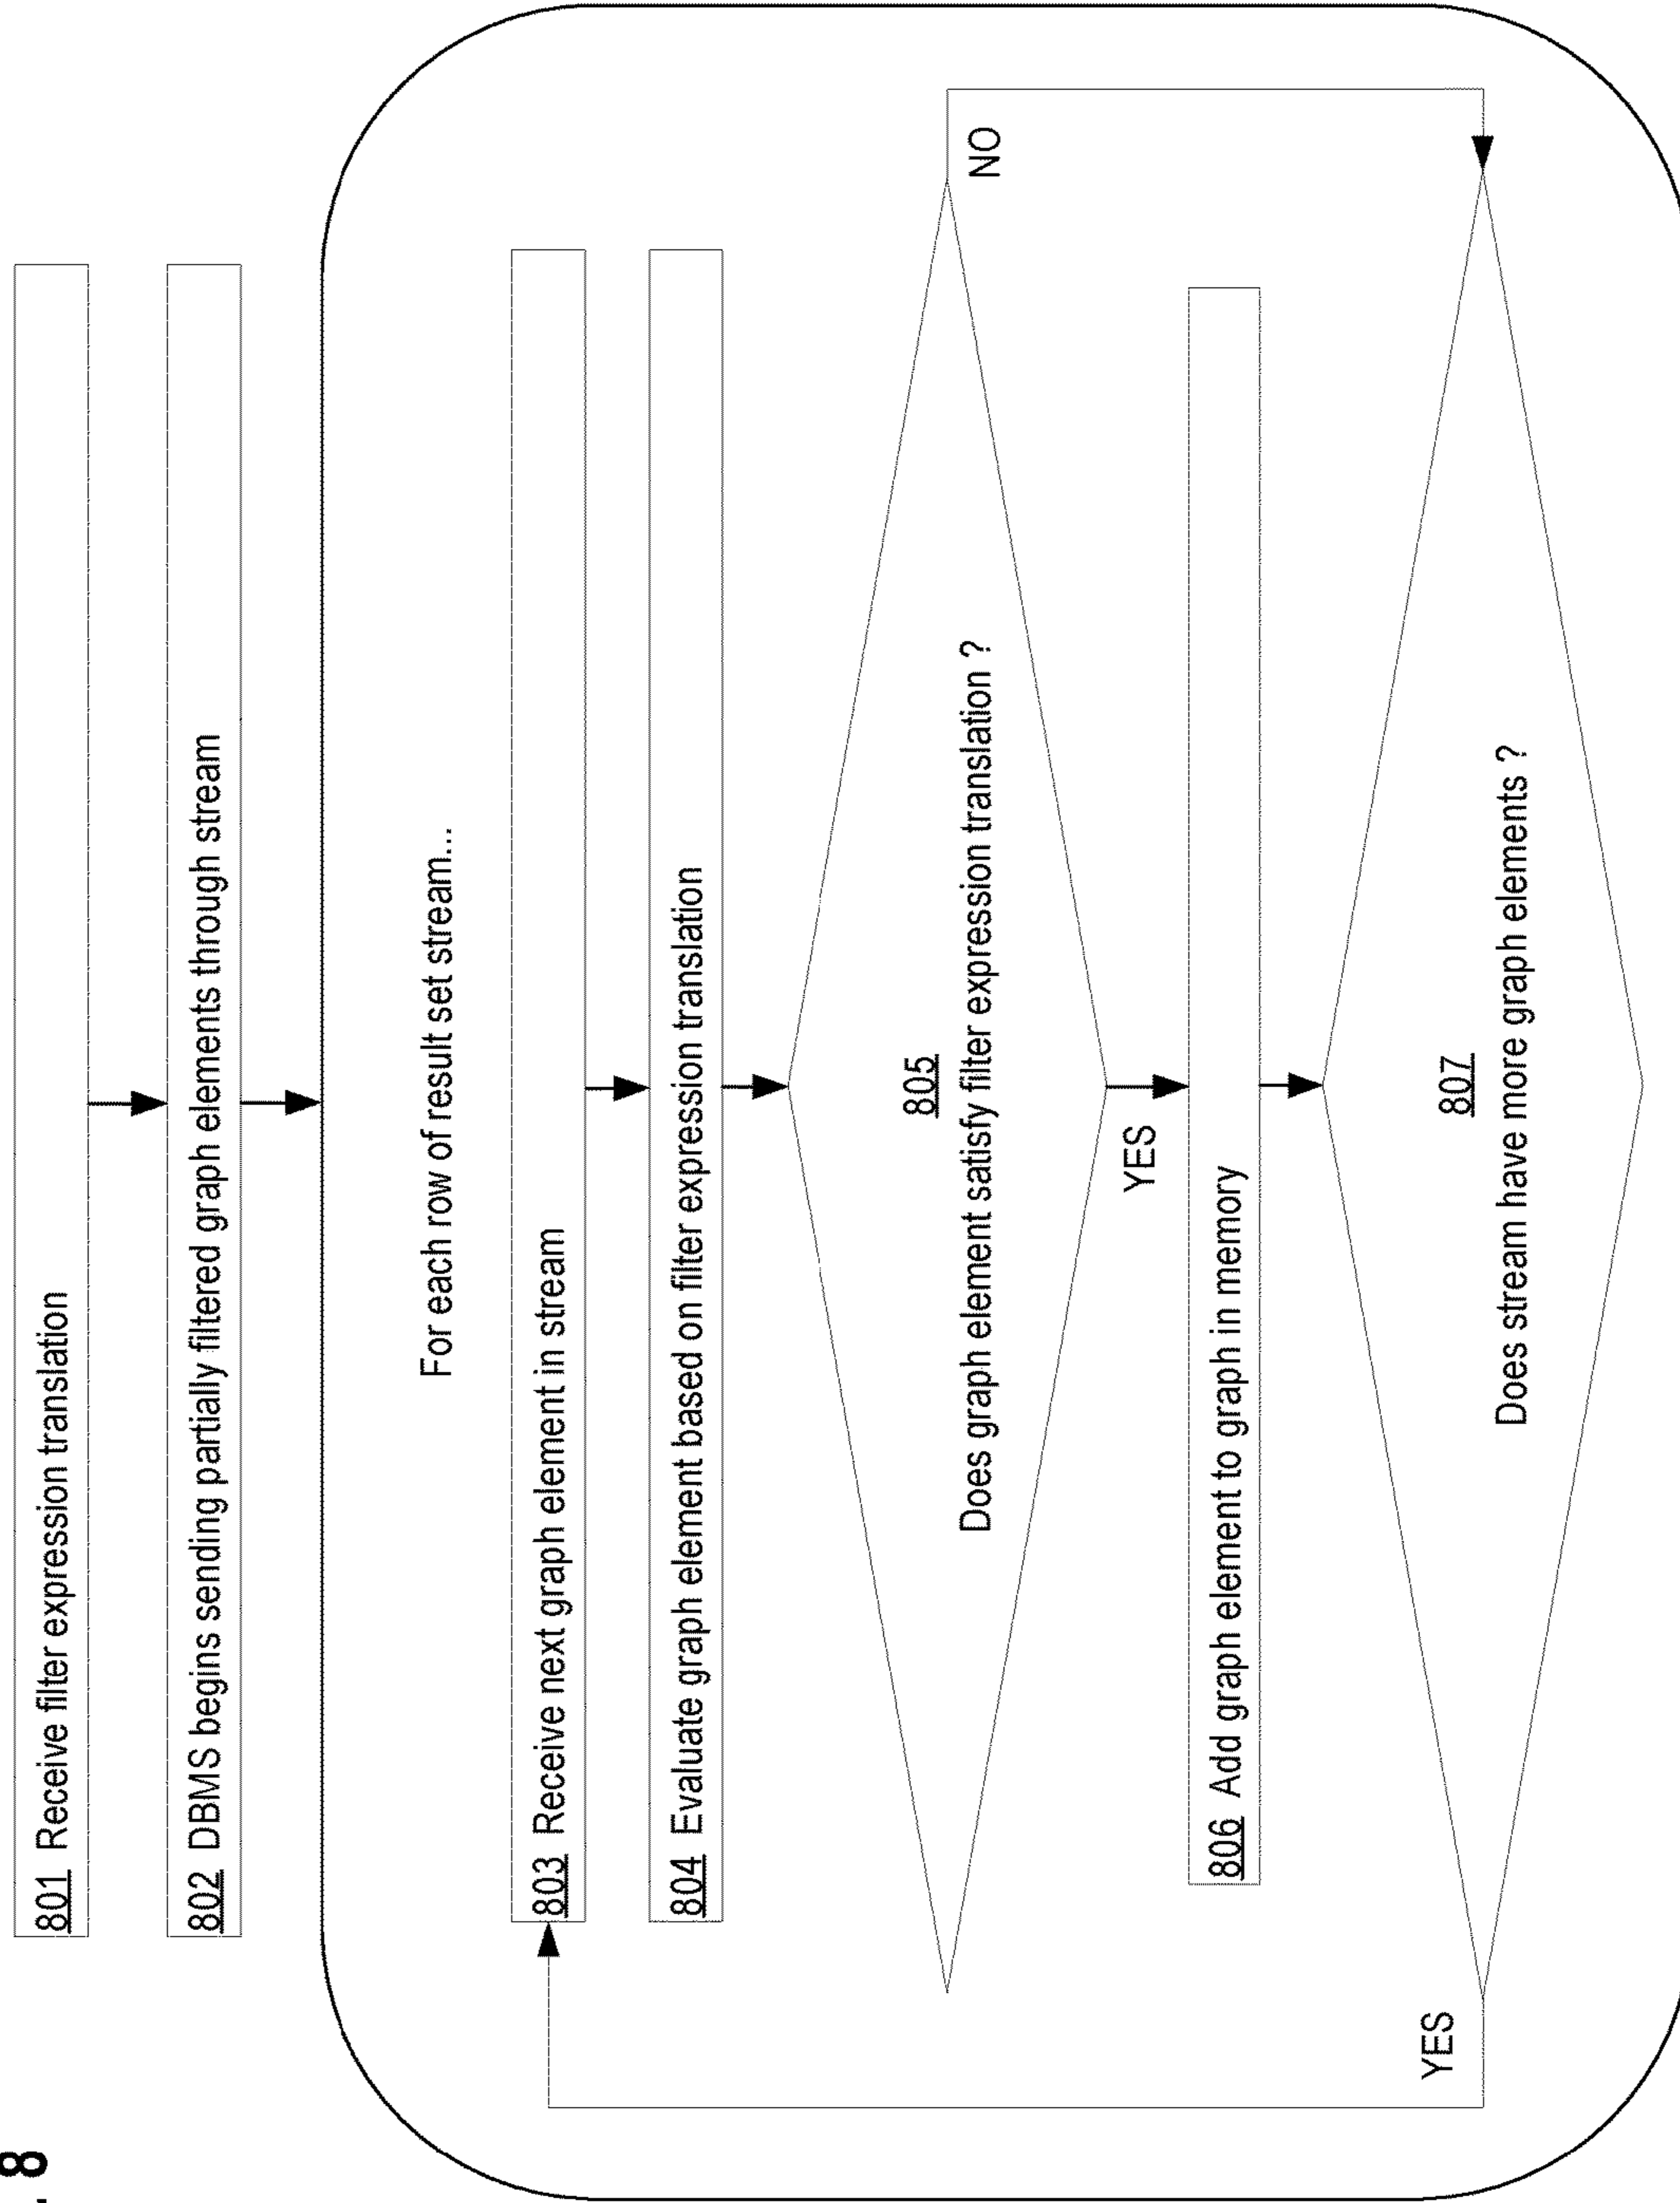 . 8
801 Receive filter expression translation
802 DBMS begins sending partially filtered graph elements through stream
For each row of result set stream...
803 Receive next graph element in stream
804 Evaluate graph element based on filter expression translation
805
Does graph element satisfy filter expression translation ?
NO
YES
806 Add graph element to graph in memory
807
Does stream have more graph elements ?
YES